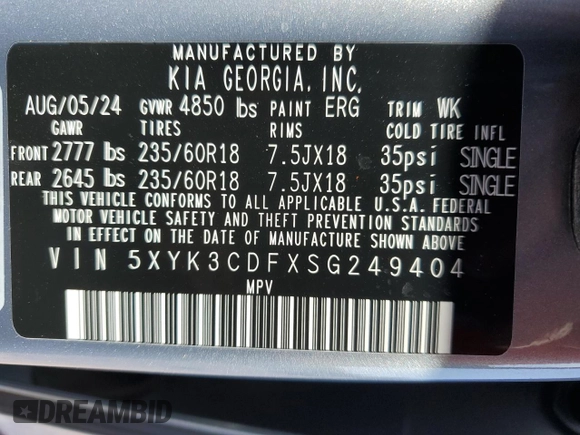 MANUFACTURED BY
KIA GEORGIA, INC.
AUG/05/24 GVWR 4850 lbs PAINT ERG TRIM WK
GAWR TIRES RIMS COLD TIRE INFL
FRONT 2777 lbs 235/60R18 7.5JX18 35psi SINGLE
REAR 2645 lbs 235/60R18 7.5JX18 35psi SINGLE
THIS VEHICLE CONFORMS TO ALL APPLICABLE U.S.A. FEDERAL
MOTOR VEHICLE SAFETY AND THEFT PREVENTION STANDARDS
IN EFFECT ON THE DATE OF MANUFACTURE SHOWN ABOVE
VIN 5XYK3CDFXSG249404
MPV
DREAMBID